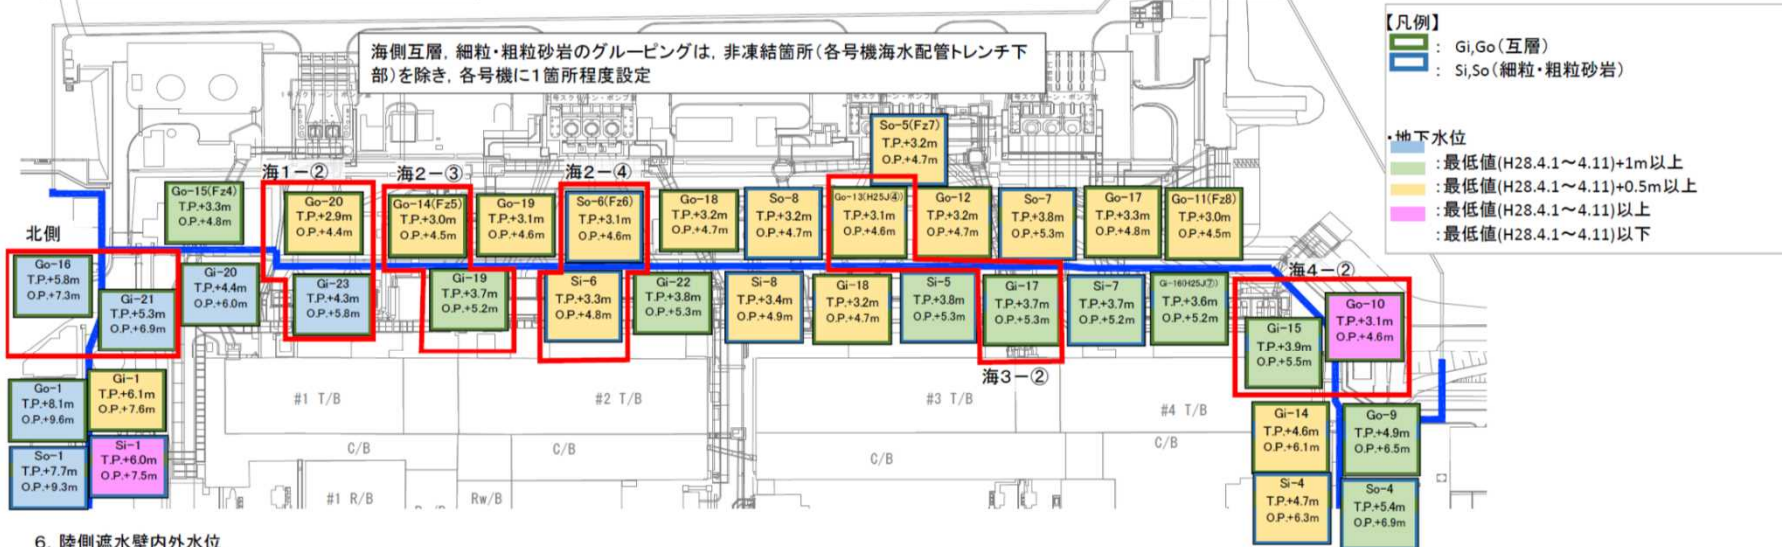 【凡例】
： Gi,Go（互層）
： Si,So（細粒・粗粒砂岩）
・地下水位
：最低値(H28.4.1～4.11)+1m以上
：最低値(H28.4.1～4.11)+0.5m以上
：最低値(H28.4.1～4.11)以上
：最低値(H28.4.1～4.11)以下
海側互層，細粒・粗粒砂岩のグルーピングは，非凍結箇所（各号機海水配管トレンチ下
部）を除き，各号機に1箇所程度設定
So-5(Fz7)
T.P.+3.2m
O.P.+4.7m
海1－②
海2－③
海2－④
Go-15(Fz4)
T.P.+3.3m
O.P.+4.8m
Go-20
T.P.+2.9m
O.P.+4.4m
Go-14(Fz5)
T.P.+3.0m
O.P.+4.5m
Go-19
T.P.+3.1m
O.P.+4.6m
So-6(Fz6)
T.P.+3.1m
O.P.+4.6m
Go-18
T.P.+3.2m
O.P.+4.7m
So-8
T.P.+3.2m
O.P.+4.7m
Go-13(H25J④)
T.P.+3.1m
O.P.+4.6m
Go-12
T.P.+3.2m
O.P.+4.7m
So-7
T.P.+3.8m
O.P.+5.3m
Go-17
T.P.+3.3m
O.P.+4.8m
Go-11(Fz8)
T.P.+3.0m
O.P.+4.5m
北側
Go-16
T.P.+5.8m
O.P.+7.3m
Gi-21
T.P.+5.3m
O.P.+6.9m
Gi-20
T.P.+4.4m
O.P.+6.0m
Gi-23
T.P.+4.3m
O.P.+5.8m
Gi-19
T.P.+3.7m
O.P.+5.2m
Si-6
T.P.+3.3m
O.P.+4.8m
Gi-22
T.P.+3.8m
O.P.+5.3m
Si-8
T.P.+3.4m
O.P.+4.9m
Gi-18
T.P.+3.2m
O.P.+4.7m
Si-5
T.P.+3.8m
O.P.+5.3m
Gi-17
T.P.+3.7m
O.P.+5.3m
Si-7
T.P.+3.7m
O.P.+5.2m
Gi-16(H25J⑦)
T.P.+3.6m
O.P.+5.2m
海4－②
Gi-15
T.P.+3.9m
O.P.+5.5m
Go-10
T.P.+3.1m
O.P.+4.6m
海3－②
Go-1
T.P.+8.1m
O.P.+9.6m
Gi-1
T.P.+6.1m
O.P.+7.6m
So-1
T.P.+7.7m
O.P.+9.3m
Si-1
T.P.+6.0m
O.P.+7.5m
#1 T/B
#2 T/B
#3 T/B
#4 T/B
C/B
C/B
C/B
C/B
#1 R/B
Rw/B
Gi-14
T.P.+4.6m
O.P.+6.1m
Go-9
T.P.+4.9m
O.P.+6.5m
Si-4
T.P.+4.7m
O.P.+6.3m
So-4
T.P.+5.4m
O.P.+6.9m
6．陸側遮水壁内外水位